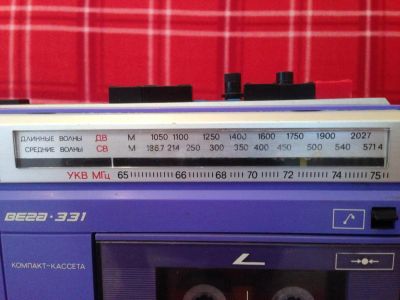 ДЛИННЫЕ ВОЛНЫ ДВ М 1050 1100 1250 1400 1600 1750 1900 2027
СРЕДНИЕ ВОЛНЫ СВ М 186.7 214 250 300 350 400 450 500 540 571.4
УКВ МГц 65 66 68 70 72 74 75
ВЕГА·331
КОМПАКТ-КАССЕТА